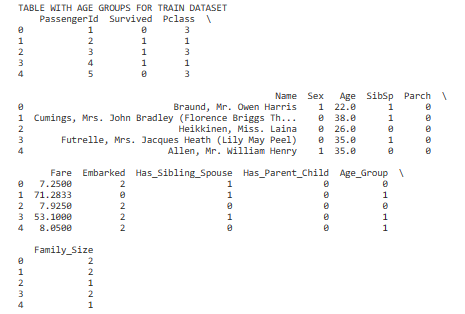 TABLE WITH AGE GROUPS FOR TRAIN DATASET
PassengerId Survived Pclass \
0 1 0 3
1 2 1 1
2 3 1 3
3 4 1 1
4 5 0 3
Name Sex Age SibSp Parch \
0 Braund, Mr. Owen Harris 1 22.0 1 0
1 Cumings, Mrs. John Bradley (Florence Briggs Th... 0 38.0 1 0
2 Heikkinen, Miss. Laina 0 26.0 0 0
3 Futrelle, Mrs. Jacques Heath (Lily May Peel) 0 35.0 1 0
4 Allen, Mr. William Henry 1 35.0 0 0
Fare Embarked Has_Sibling_Spouse Has_Parent_Child Age_Group \
0 7.2500 2 1 0 0
1 71.2833 0 1 0 1
2 7.9250 2 0 0 0
3 53.1000 2 1 0 1
4 8.0500 2 0 0 1
Family_Size
0 2
1 2
2 1
3 2
4 1